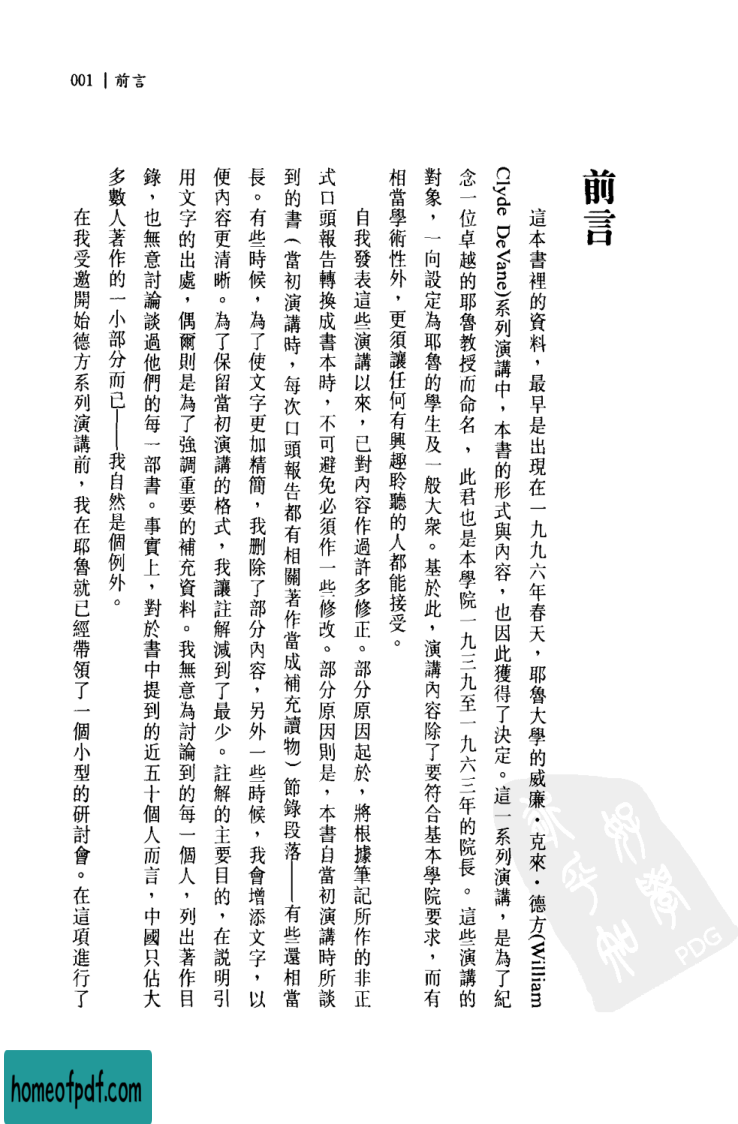 001 | 前言
前言
這本書裡的資料，最早是出現在一九九六年春天，耶魯大學的威廉·克來·德方(William
Clyde DeVane)系列演講中，本書的形式與內容，也因此獲得了決定。這一系列演講，是為了紀
念一位卓越的耶魯教授而命名，此君也是本學院一九三九至一九六三年的院長。這些演講的
對象，一向設定為耶魯的學生及一般大眾。基於此，演講內容除了要符合基本學院要求，而有
相當學術性外，更須讓任何有興趣聆聽的人都能接受。
自我發表這些演講以來，已對內容作過許多修正。部分原因起於，將根據筆記所作的非正
式口頭報告轉換成書本時，不可避免必須作一些修改。部分原因則是，本書自當初演講時所談
到的書（當初演講時，每次口頭報告都有相關著作當成補充讀物）節錄段落——有些還相當
長。有些時候，為了使文字更加精簡，我刪除了部分內容，另外一些時候，我會增添文字，以
便內容更清晰。為了保留當初演講的格式，我讓註解減到了最少。註解的主要目的，在說明引
用文字的出處，偶爾則是為了強調重要的補充資料。我無意為討論到的每一個人，列出著作目
錄，也無意討論談過他們的每一部書。事實上，對於書中提到的近五十個人而言，中國只佔大
多數人著作的一小部分而已——我自然是個例外。
在我受邀開始德方系列演講前，我在耶魯就已經帶領了一個小型的研討會。在這項進行了
PDG
homeofpdf.com